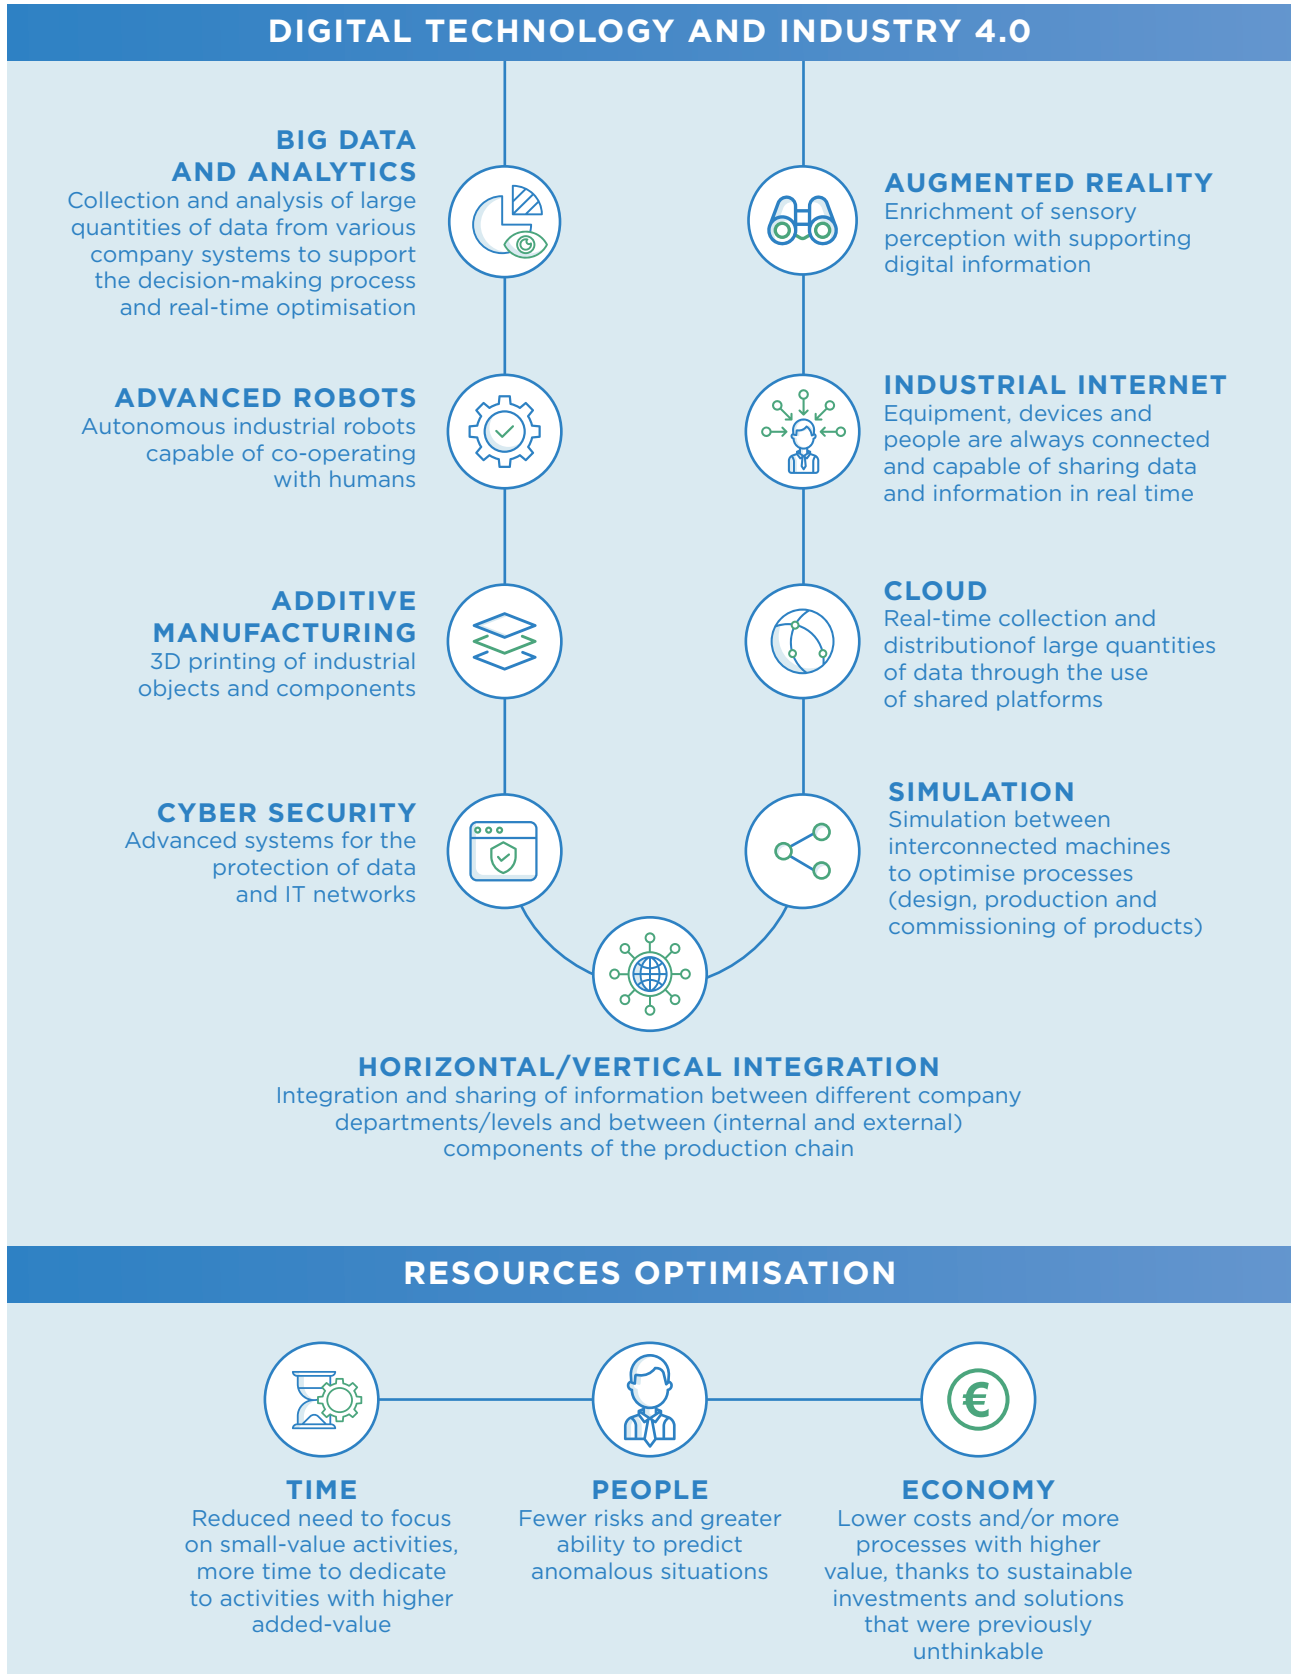 DIGITAL TECHNOLOGY AND INDUSTRY 4.0
BIG DATA
AND ANALYTICS
Collection and analysis of large
quantities of data from various
company systems to support
the decision-making process
and real-time optimisation
AUGMENTED REALITY
Enrichment of sensory
perception with supporting
digital information
ADVANCED ROBOTS
Autonomous industrial robots
capable of co-operating
with humans
INDUSTRIAL INTERNET
Equipment, devices and
people are always connected
and capable of sharing data
and information in real time
ADDITIVE
MANUFACTURING
3D printing of industrial
objects and components
CLOUD
Real-time collection and
distributionof large quantities
of data through the use
of shared platforms
CYBER SECURITY
Advanced systems for the
protection of data
and IT networks
SIMULATION
Simulation between
interconnected machines
to optimise processes
(design, production and
commissioning of products)
HORIZONTAL/VERTICAL INTEGRATION
Integration and sharing of information between different company
departments/levels and between (internal and external)
components of the production chain
RESOURCES OPTIMISATION
€
TIME
Reduced need to focus
on small-value activities,
more time to dedicate
to activities with higher
added-value
PEOPLE
Fewer risks and greater
ability to predict
anomalous situations
ECONOMY
Lower costs and/or more
processes with higher
value, thanks to sustainable
investments and solutions
that were previously
unthinkable